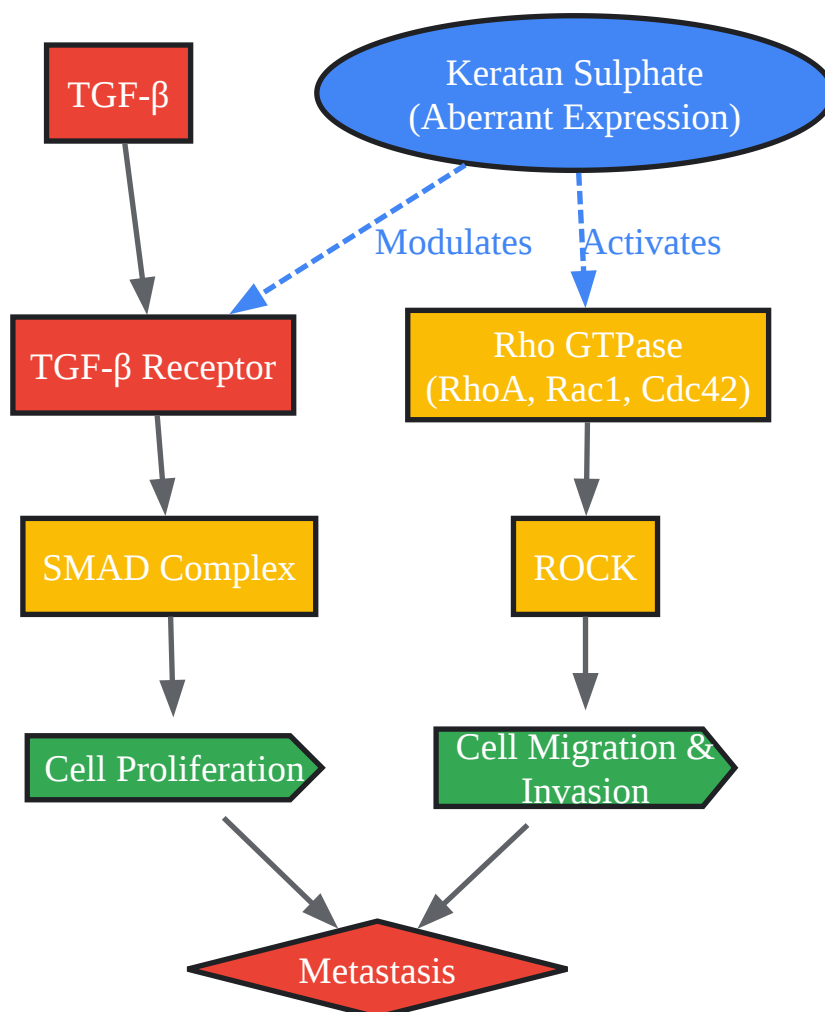 TGF-β
Keratan Sulphate
(Aberrant Expression)
Modulates
Activates
TGF-β Receptor
Rho GTPase
(RhoA, Rac1, Cdc42)
SMAD Complex
ROCK
Cell Proliferation
Cell Migration &
Invasion
Metastasis